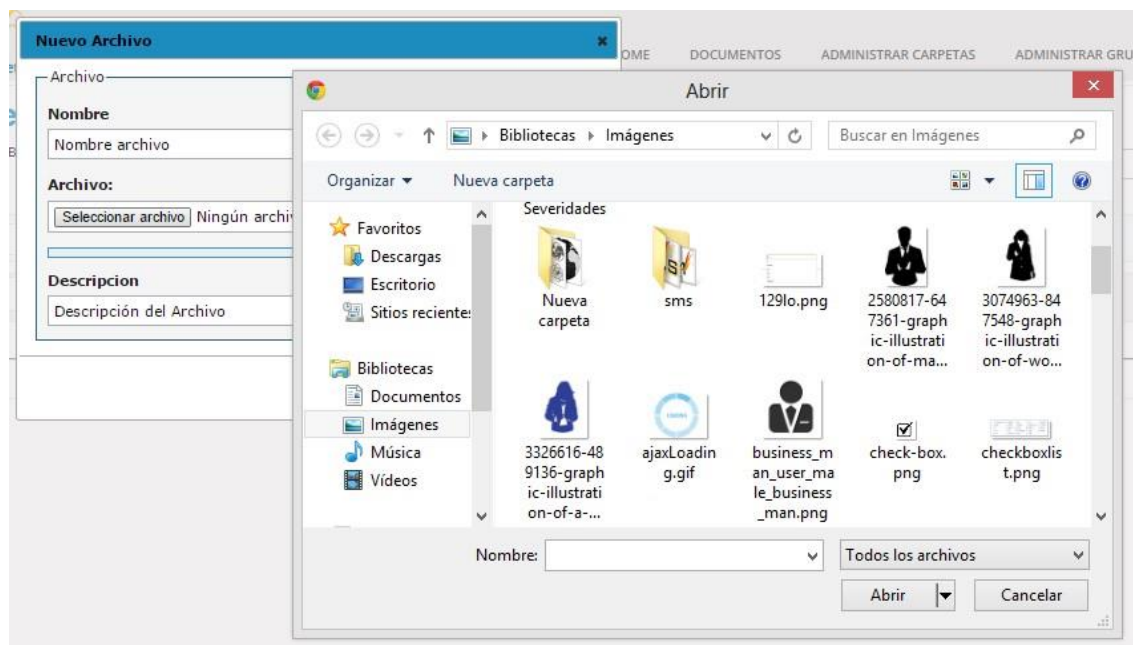 Nuevo Archivo
OME DOCUMENTOS ADMINISTRAR CARPETAS ADMINISTRAR GRU
Archivo
Nombre
Nombre archivo
Archivo:
Seleccionar archivo Ningún archi
Descripcion
Descripción del Archivo
Abrir
Bibliotecas Imágenes
Buscar en Imágenes
Organizar Nueva carpeta
Favoritos
Descargas
Escritorio
Sitios reciente
Bibliotecas
Documentos
Imágenes
Música
Vídeos
Severidades
Nueva
carpeta
sms
129lo.png
2580817-64
7361-graph
ic-illustrati
on-of-ma...
3074963-84
7548-graph
ic-illustrati
on-of-wo...
3326616-48
9136-graph
ic-illustrati
on-of-a-...
ajaxLoadin
g.gif
business_m
an_user_ma
le_business
_man.png
check-box.
png
checkboxlis
t.png
Nombre:
Todos los archivos
Abrir Cancelar